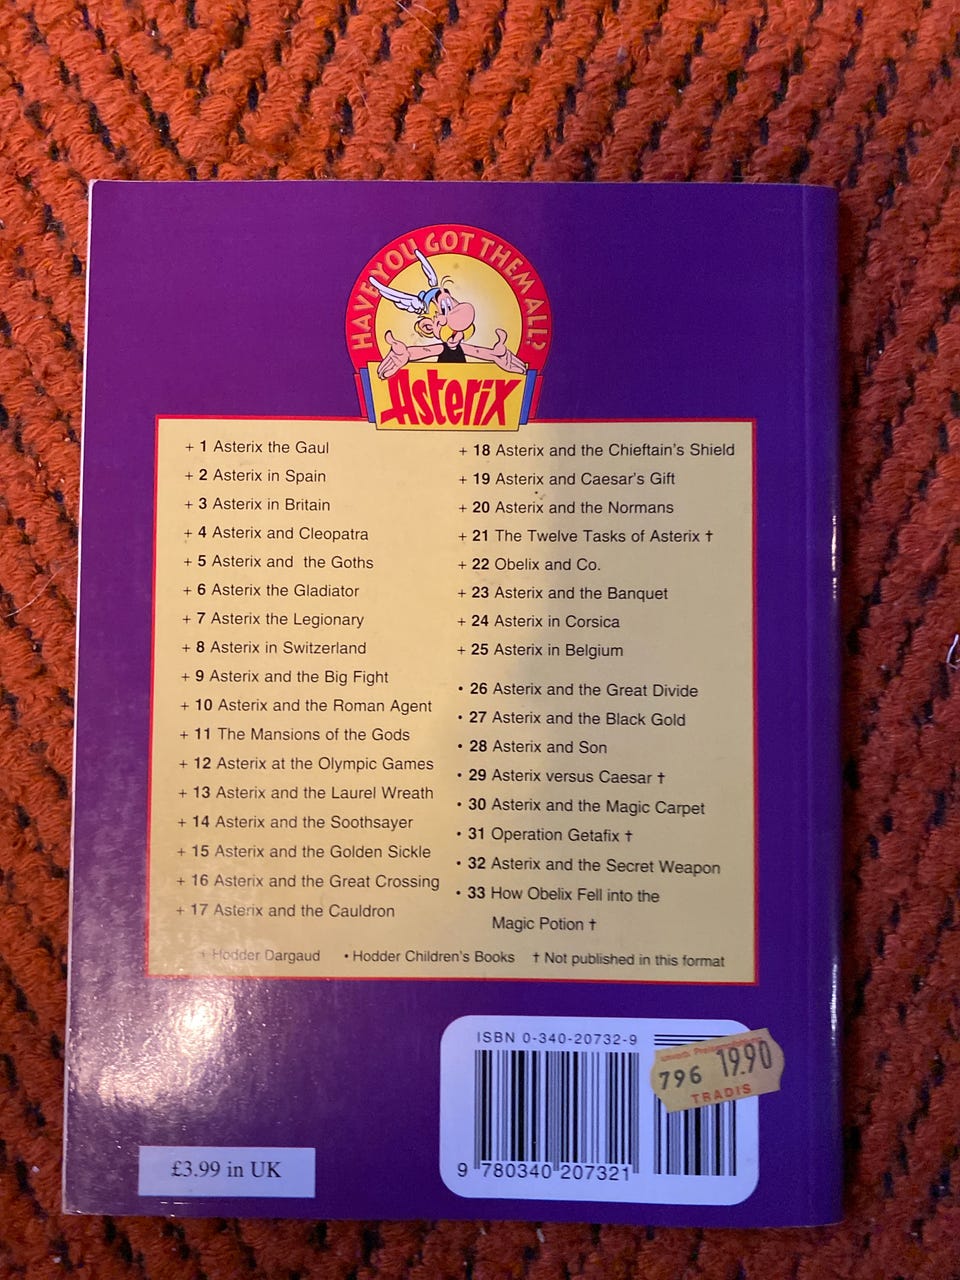 HAVE YOU GOT THEM ALL?
Asterix
+ 1 Asterix the Gaul
+ 2 Asterix in Spain
+ 3 Asterix in Britain
+ 4 Asterix and Cleopatra
+ 5 Asterix and the Goths
+ 6 Asterix the Gladiator
+ 7 Asterix the Legionary
+ 8 Asterix in Switzerland
+ 9 Asterix and the Big Fight
+ 10 Asterix and the Roman Agent
+ 11 The Mansions of the Gods
+ 12 Asterix at the Olympic Games
+ 13 Asterix and the Laurel Wreath
+ 14 Asterix and the Soothsayer
+ 15 Asterix and the Golden Sickle
+ 16 Asterix and the Great Crossing
+ 17 Asterix and the Cauldron
+ 18 Asterix and the Chieftain's Shield
+ 19 Asterix and Caesar's Gift
+ 20 Asterix and the Normans
+ 21 The Twelve Tasks of Asterix †
+ 22 Obelix and Co.
+ 23 Asterix and the Banquet
+ 24 Asterix in Corsica
+ 25 Asterix in Belgium
• 26 Asterix and the Great Divide
• 27 Asterix and the Black Gold
• 28 Asterix and Son
• 29 Asterix versus Caesar †
• 30 Asterix and the Magic Carpet
• 31 Operation Getafix †
• 32 Asterix and the Secret Weapon
• 33 How Obelix Fell into the
Magic Potion †
+ Hodder Dargaud • Hodder Children's Books † Not published in this format
ISBN 0-340-20732-9
796 19.90
TRADIS
9 780340 207321
£3.99 in UK